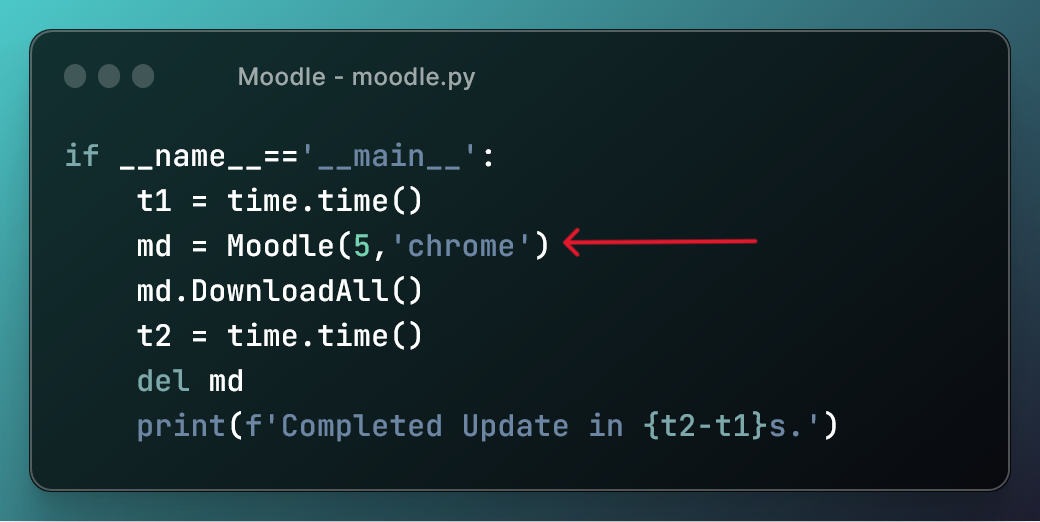 Moodle - moodle.py
if __name__=='__main__':
    t1 = time.time()
    md = Moodle(5,'chrome')
    md.DownloadAll()
    t2 = time.time()
    del md
    print(f'Completed Update in {t2-t1}s.')